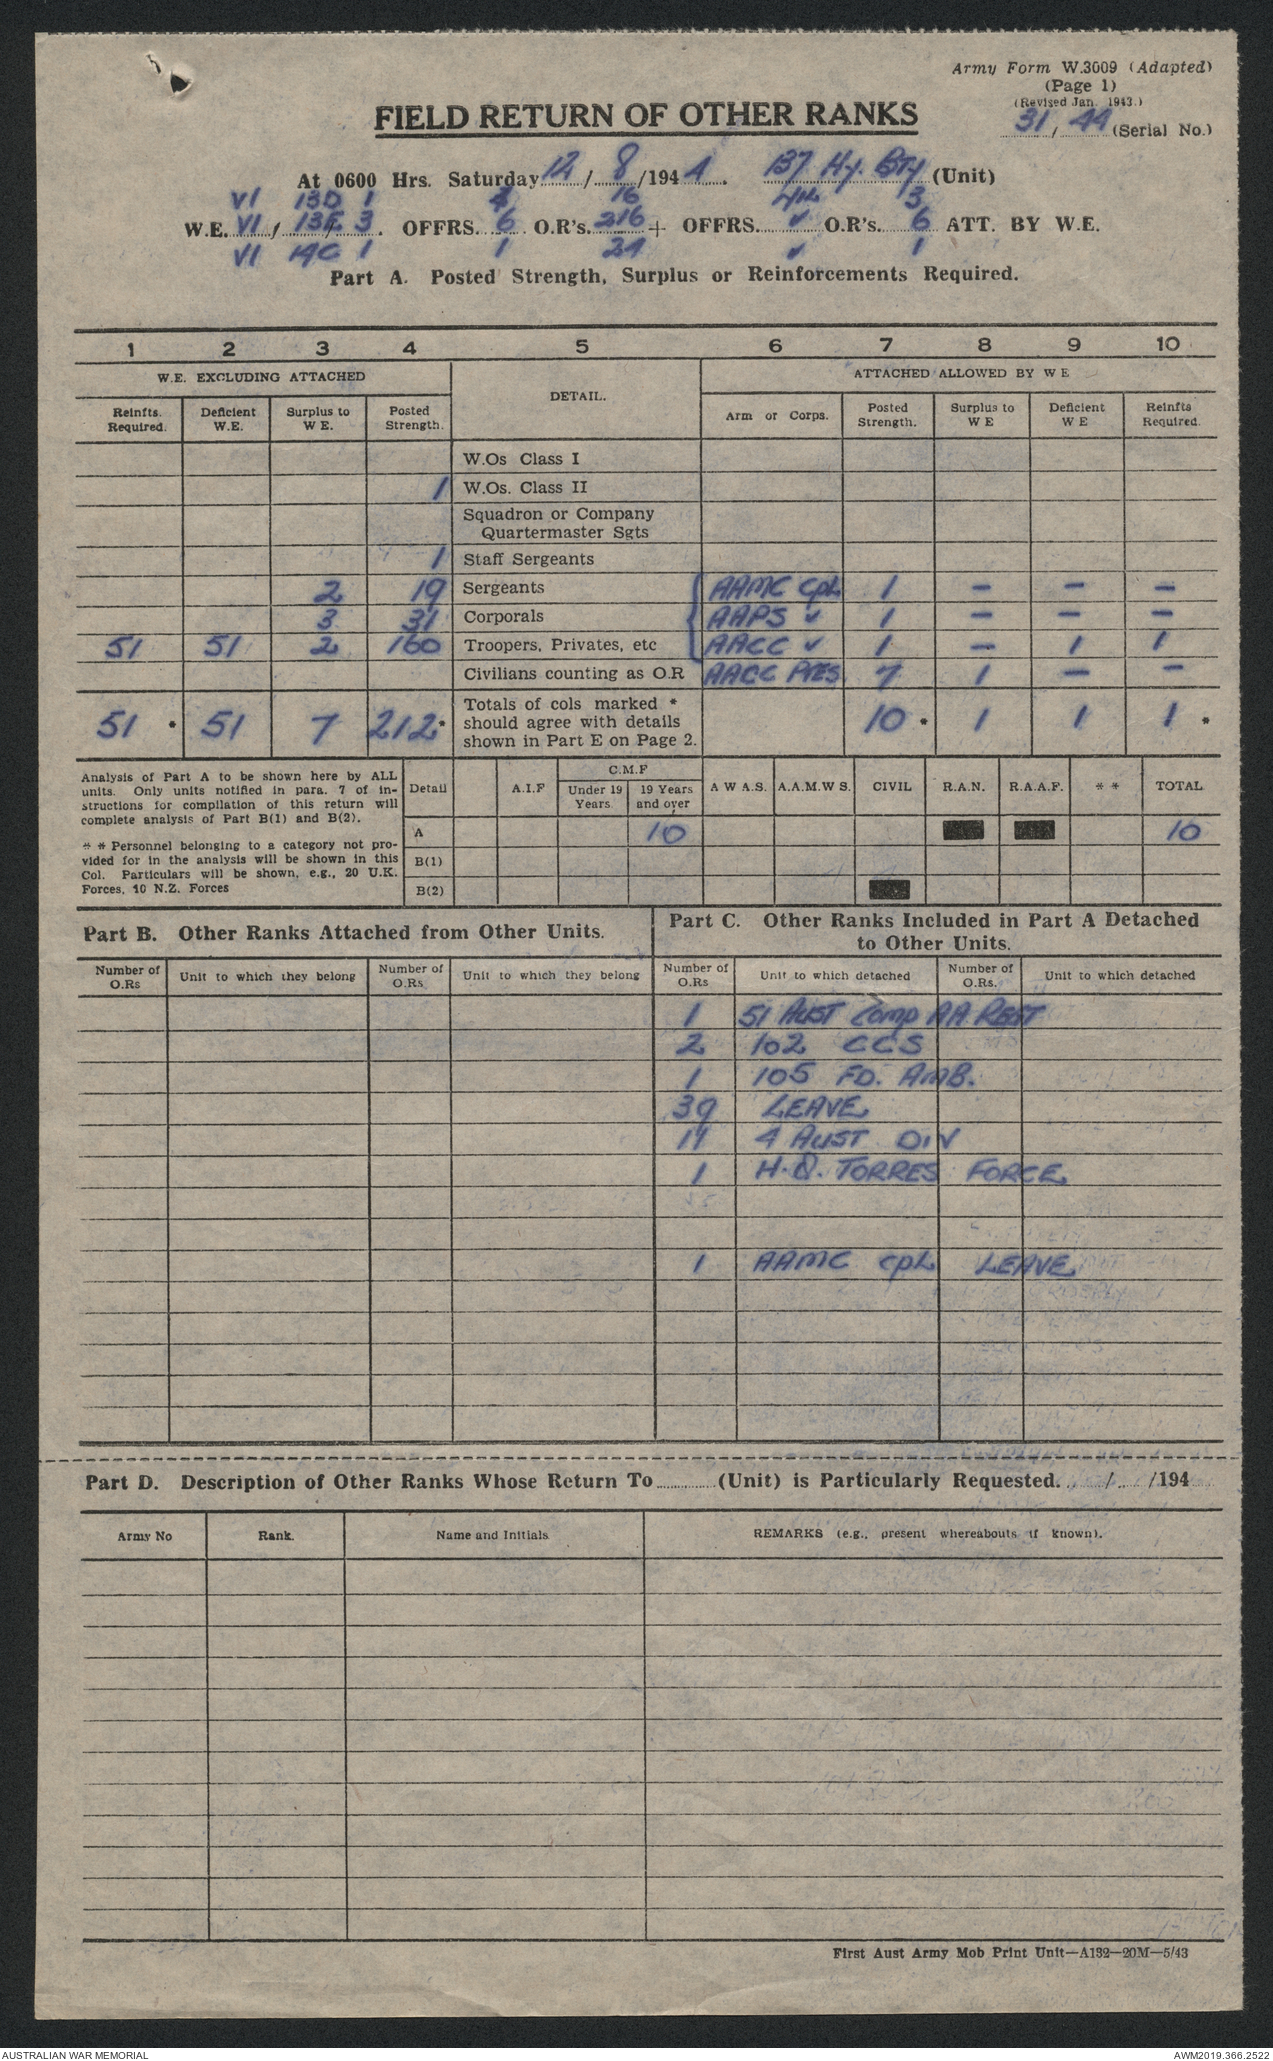 Army Form W.3009 (Adapted)
(Page 1)
(Revised Jan. 1943.)
31 / 44 (Serial No.)
FIELD RETURN OF OTHER RANKS
At 0600 Hrs. Saturday 12 / 8 /194 4. 137 Hy. Bty (Unit)
VI 13D 1 4 16 NIL 3
W.E. VI / 13E 3. OFFRS. 6 O.R's. 216 + OFFRS. ✓ O.R's. 6 ATT. BY W.E.
VI 14C 1 1 24 ✓ 1
Part A. Posted Strength, Surplus or Reinforcements Required.
1 2 3 4 5 6 7 8 9 10
W.E. EXCLUDING ATTACHED DETAIL. ATTACHED ALLOWED BY W E
Reinfts. Required. Deficient W.E. Surplus to W E. Posted Strength. Arm or Corps. Posted Strength. Surplus to W E Deficient W E Reinfts Required.
W.Os Class I
1 W.Os. Class II
Squadron or Company
Quartermaster Sgts
1 Staff Sergeants
2 19 Sergeants AAMC Cpl 1 – – –
3 31 Corporals AAPS ✓ 1 – – –
51 51 2 160 Troopers, Privates, etc AACC ✓ 1 – 1 1
Civilians counting as O.R AACC Ptes 7 1 – –
Totals of cols marked *
51 * 51 7 212 * should agree with details 10 * 1 1 1 *
shown in Part E on Page 2.
Analysis of Part A to be shown here by ALL
units. Only units notified in para. 7 of in-
structions for compilation of this return will
complete analysis of Part B(1) and B(2).
* * Personnel belonging to a category not pro-
vided for in the analysis will be shown in this
Col. Particulars will be shown, e.g., 20 U.K.
Forces, 10 N.Z. Forces
Detail A.I.F C.M.F Under 19 Years. 19 Years and over A W A.S. A.A.M.W S. CIVIL R.A.N. R.A.A.F. * * TOTAL
A 10 10
B(1)
B(2)
Part B. Other Ranks Attached from Other Units.
Part C. Other Ranks Included in Part A Detached
to Other Units.
Number of O.Rs Unit to which they belong Number of O.Rs Unit to which they belong Number of O.Rs Unit to which detached Number of O.Rs. Unit to which detached
1 51 AUST Comp AA REGT
2 102 CCS
1 105 FD. AMB.
39 LEAVE
11 4 AUST DIV
1 H.Q. TORRES FORCE
1 AAMC cpl LEAVE
Part D. Description of Other Ranks Whose Return To (Unit) is Particularly Requested. / /194
Army No Rank. Name and Initials REMARKS (e.g., present whereabouts if known).
First Aust Army Mob Print Unit—A132—20M—5/43
AUSTRALIAN WAR MEMORIAL
AWM2019.366.2522